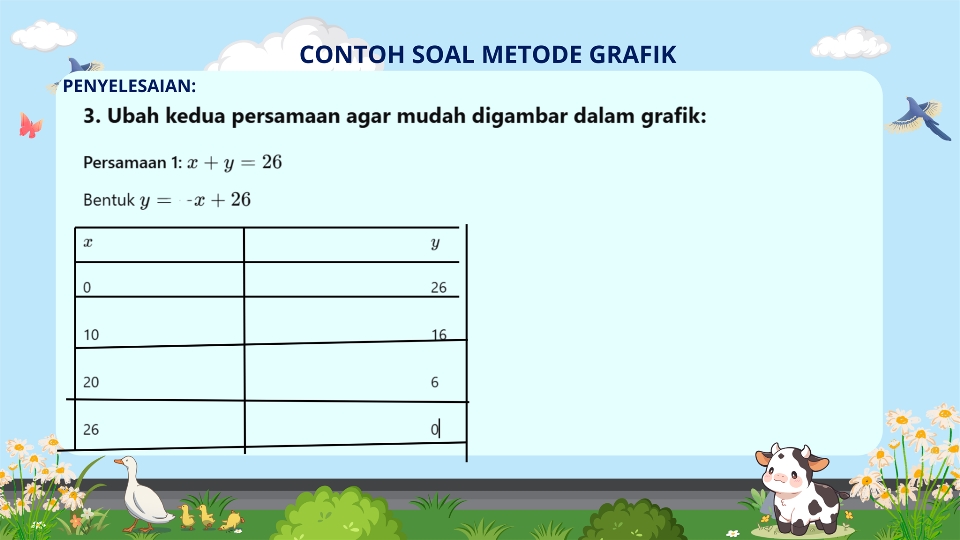 CONTOH SOAL METODE GRAFIK
PENYELESAIAN:
3. Ubah kedua persamaan agar mudah digambar dalam grafik:
Persamaan 1: x + y = 26
Bentuk y = -x + 26
x y
0 26
10 16
20 6
26 0